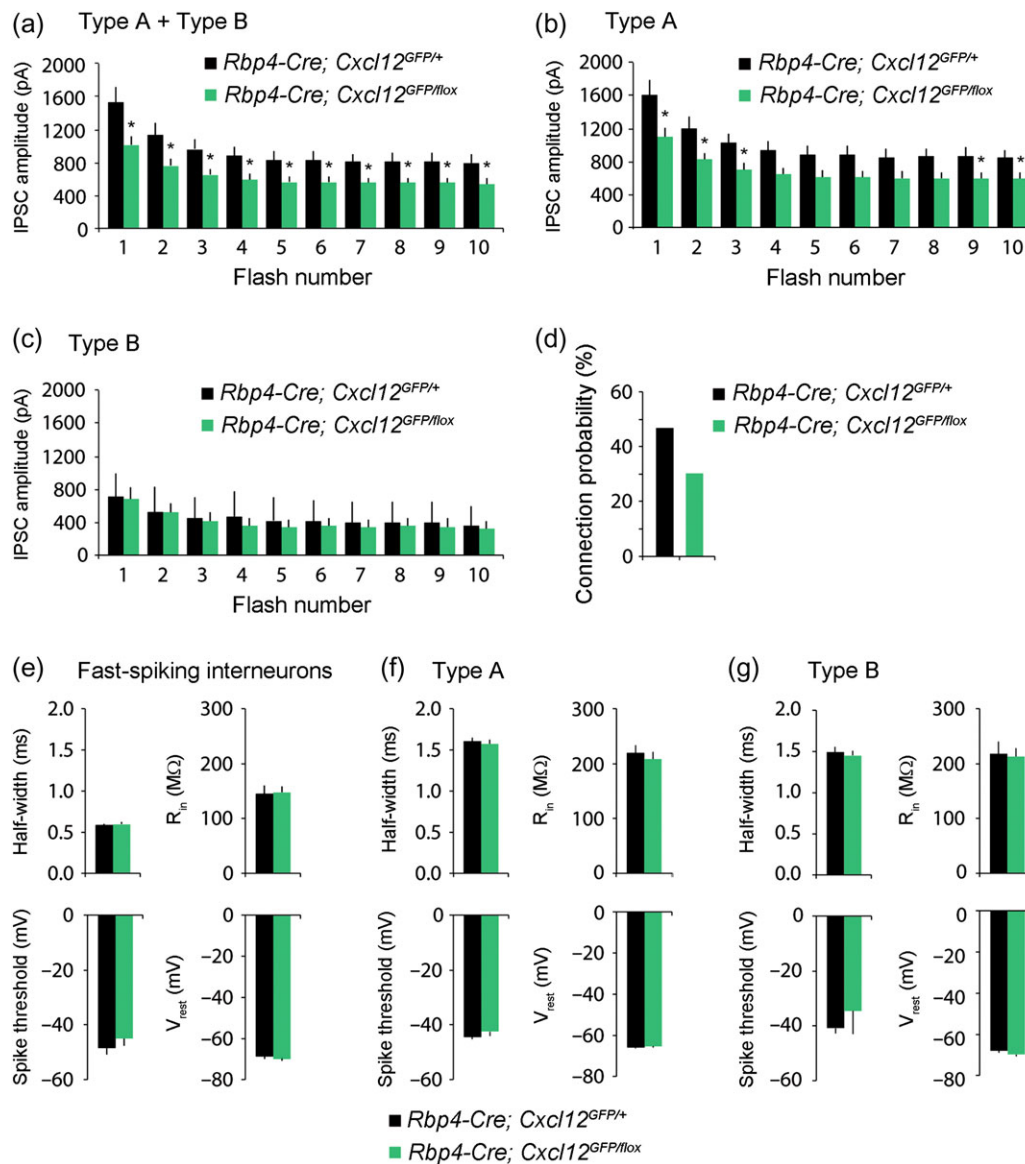 (a) Type A + Type B
Rbp4-Cre; Cxcl12GFP/+
Rbp4-Cre; Cxcl12GFP/flox
IPSC amplitude (pA)
2000
1600
1200
800
400
0
* * * * * * * * * *
1 2 3 4 5 6 7 8 9 10
Flash number
(b) Type A
Rbp4-Cre; Cxcl12GFP/+
Rbp4-Cre; Cxcl12GFP/flox
IPSC amplitude (pA)
2000
1600
1200
800
400
0
* * * * *
1 2 3 4 5 6 7 8 9 10
Flash number
(c) Type B
Rbp4-Cre; Cxcl12GFP/+
Rbp4-Cre; Cxcl12GFP/flox
IPSC amplitude (pA)
2000
1600
1200
800
400
0
1 2 3 4 5 6 7 8 9 10
Flash number
(d)
Rbp4-Cre; Cxcl12GFP/+
Rbp4-Cre; Cxcl12GFP/flox
Connection probability (%)
60
40
20
0
(e) Fast-spiking interneurons
Half-width (ms)
2.0
1.5
1.0
0.5
0.0
Rin (MΩ)
300
200
100
0
Spike threshold (mV)
0
−20
−40
−60
Vrest (mV)
0
−20
−40
−60
−80
(f) Type A
Half-width (ms)
2.0
1.5
1.0
0.5
0.0
Rin (MΩ)
300
200
100
0
Spike threshold (mV)
0
−20
−40
−60
Vrest (mV)
0
−20
−40
−60
−80
(g) Type B
Half-width (ms)
2.0
1.5
1.0
0.5
0.0
Rin (MΩ)
300
200
100
0
Spike threshold (mV)
0
−20
−40
−60
Vrest (mV)
0
−20
−40
−60
−80
Rbp4-Cre; Cxcl12GFP/+
Rbp4-Cre; Cxcl12GFP/flox